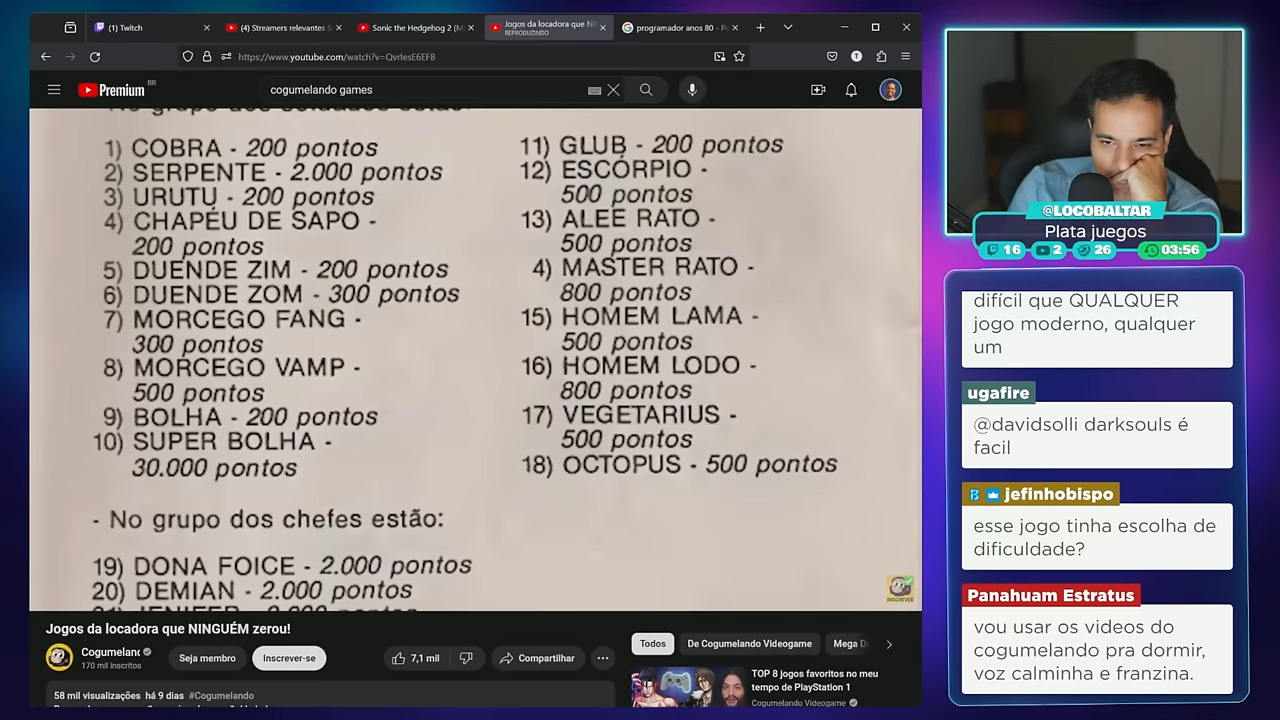 (1) Twitch
(4) Streamers relevantes S
Sonic the Hedgehog 2 (M
Jogos da locadora que NI
REPRODUZINDO
programador anos 80 - Pe
https://www.youtube.com/watch?v=QvrIesE6EF8
Premium BR
cogumelando games
1) COBRA - 200 pontos
2) SERPENTE - 2.000 pontos
3) URUTU - 200 pontos
4) CHAPÉU DE SAPO -
200 pontos
5) DUENDE ZIM - 200 pontos
6) DUENDE ZOM - 300 pontos
7) MORCEGO FANG -
300 pontos
8) MORCEGO VAMP -
500 pontos
9) BOLHA - 200 pontos
10) SUPER BOLHA -
30.000 pontos
11) GLUB - 200 pontos
12) ESCÓRPIO -
500 pontos
13) ALEE RATO -
500 pontos
4) MASTER RATO -
800 pontos
15) HOMEM LAMA -
500 pontos
16) HOMEM LODO -
800 pontos
17) VEGETARIUS -
500 pontos
18) OCTOPUS - 500 pontos
- No grupo dos chefes estão:
19) DONA FOICE - 2.000 pontos
20) DEMIAN - 2.000 pontos
INSCREVER
Jogos da locadora que NINGUÉM zerou!
Cogumelanc
170 mil inscritos
Seja membro
Inscrever-se
7,1 mil
Compartilhar
58 mil visualizações há 9 dias #Cogumelando
Todos
De Cogumelando Videogame
Mega D
TOP 8 jogos favoritos no meu
tempo de PlayStation 1
Cogumelando Videogame
@LOCOBALTAR
Plata juegos
16
2
26
03:56
difícil que QUALQUER
jogo moderno, qualquer
um
ugafire
@davidsolli darksouls é
facil
jefinhobispo
esse jogo tinha escolha de
dificuldade?
Panahuam Estratus
vou usar os videos do
cogumelando pra dormir,
voz calminha e franzina.